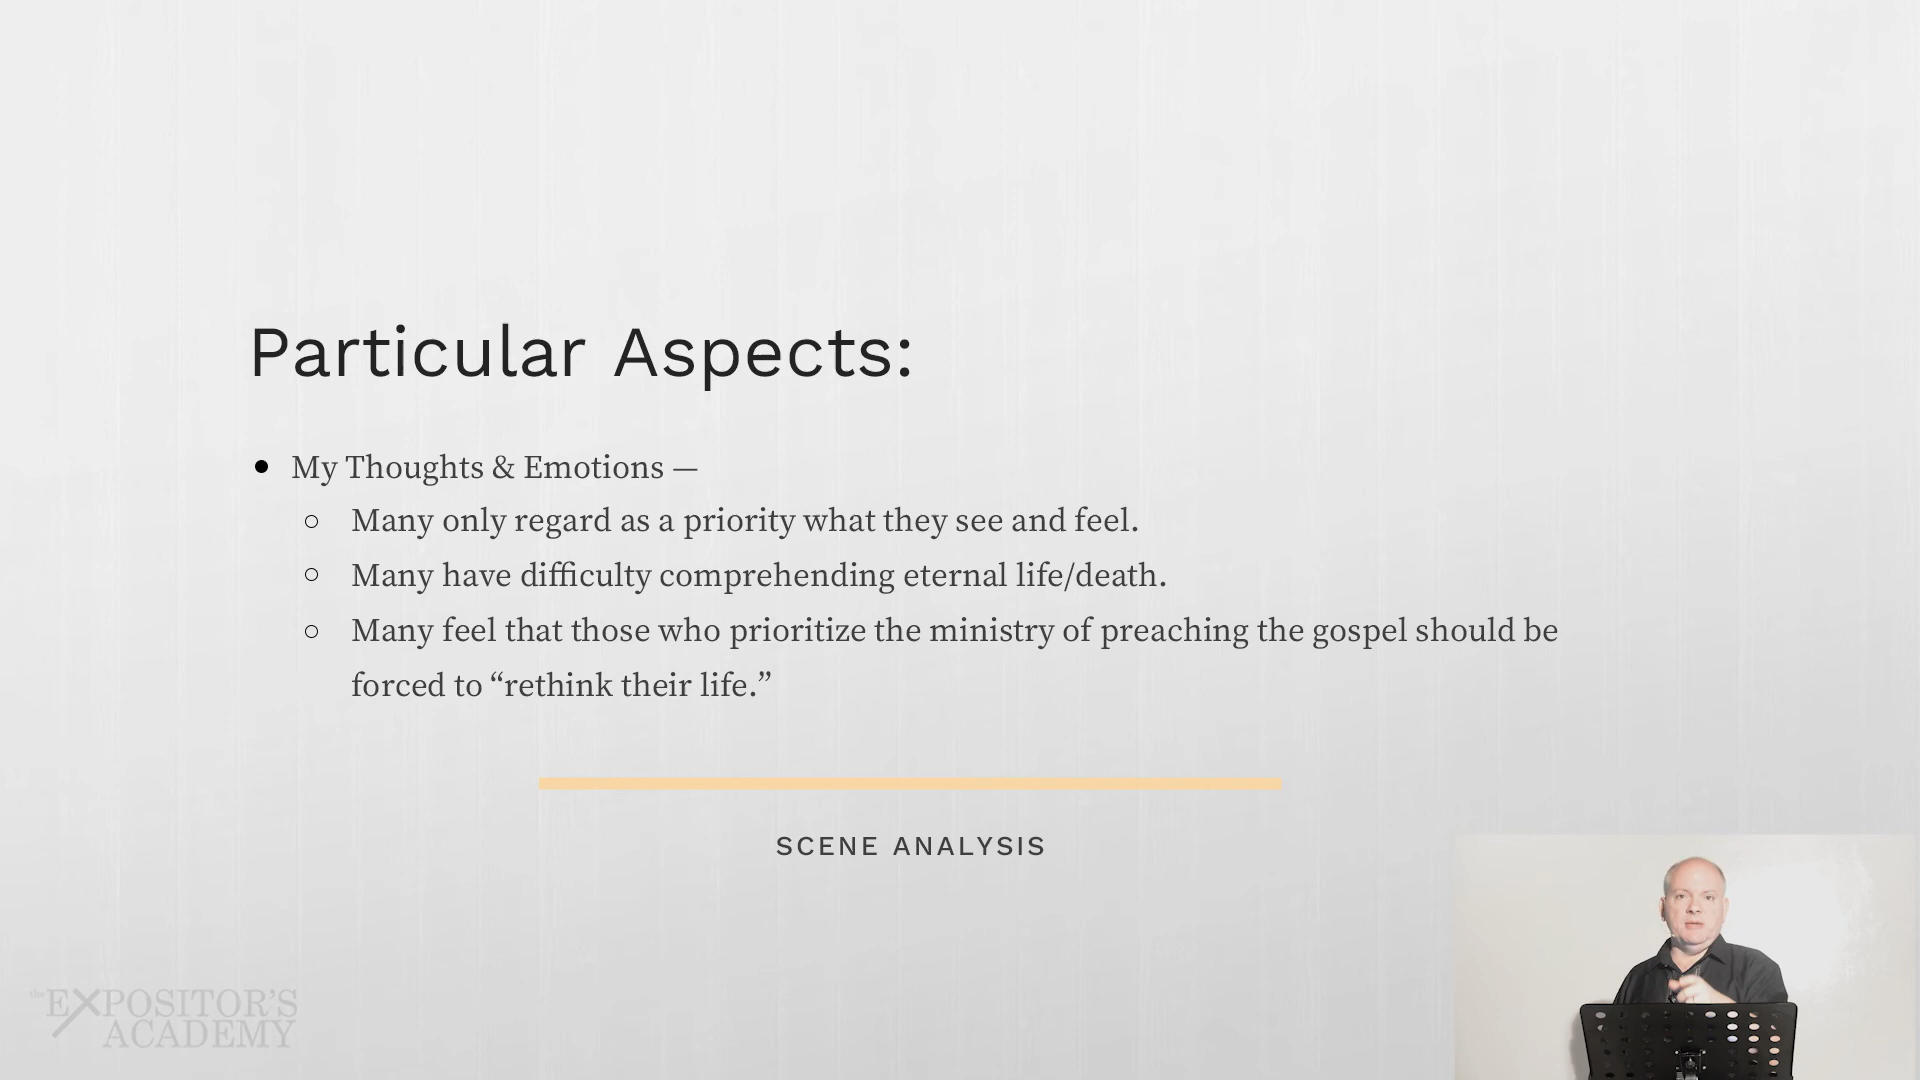 Particular Aspects:
● My Thoughts & Emotions —
○ Many only regard as a priority what they see and feel.
○ Many have difficulty comprehending eternal life/death.
○ Many feel that those who prioritize the ministry of preaching the gospel should be
forced to “rethink their life.”
SCENE ANALYSIS
the EXPOSITOR’S
ACADEMY